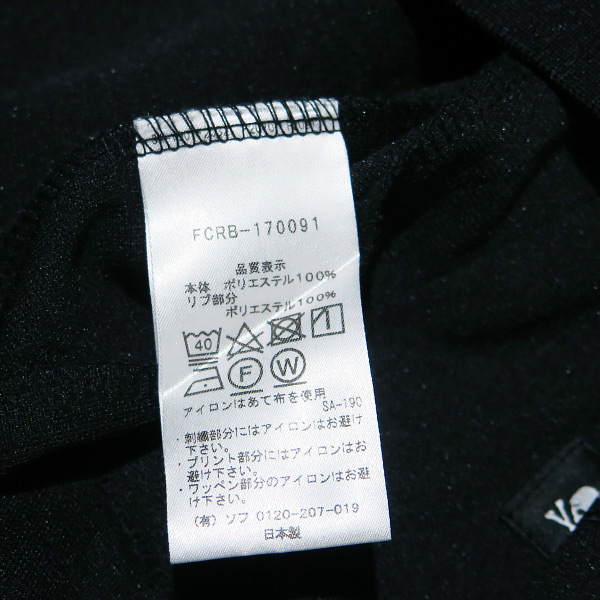 FCRB-170091
品質表示
本体 ポリエステル100%
リブ部分
ポリエステル100%
40
F W
アイロンはあて布を使用
SA-190
・刺繍部分にはアイロンはお避け
下さい。
・プリント部分にはアイロンはお
避け下さい。
・ワッペン部分のアイロンはお避
け下さい。
(有)ソフ 0120-207-019
日本製